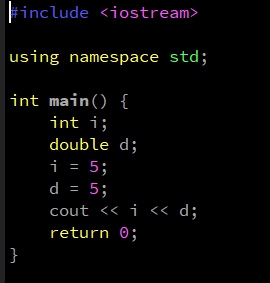 #include <iostream>

using namespace std;

int main() {
    int i;
    double d;
    i = 5;
    d = 5;
    cout << i << d;
    return 0;
}